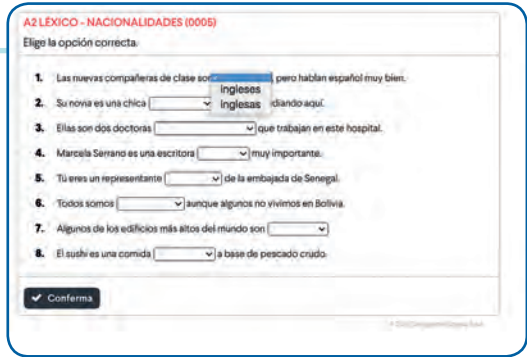 A2 LÉXICO - NACIONALIDADES (0005)
Elige la opción correcta.
1. Las nuevas compañeras de clase son , pero hablan español muy bien.
ingleses
inglesas
2. Su novia es una chica diando aquí.
3. Ellas son dos doctoras que trabajan en este hospital.
4. Marcela Serrano es una escritora muy importante.
5. Tú eres un representante de la embajada de Senegal.
6. Todos somos aunque algunos no vivimos en Bolivia.
7. Algunos de los edificios más altos del mundo son
8. El sushi es una comida a base de pescado crudo.
Conferma